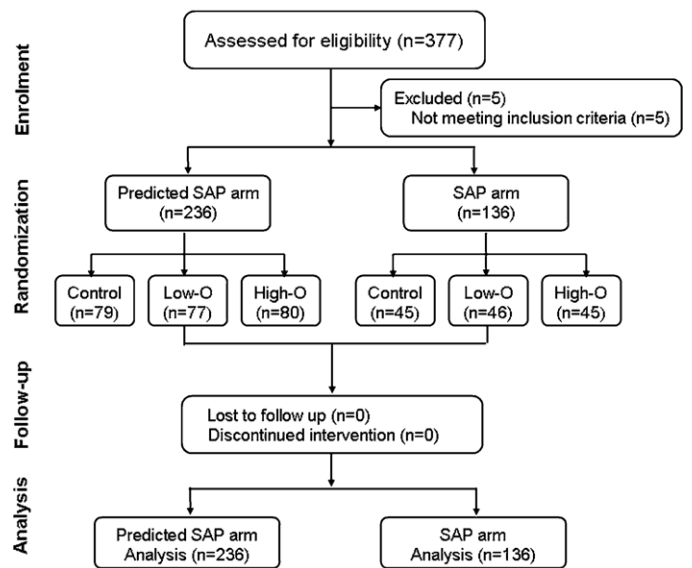 Enrolment
Assessed for eligibility (n=377)
Excluded (n=5)
Not meeting inclusion criteria (n=5)
Randomization
Predicted SAP arm
(n=236)
SAP arm
(n=136)
Control
(n=79)
Low-O
(n=77)
High-O
(n=80)
Control
(n=45)
Low-O
(n=46)
High-O
(n=45)
Follow-up
Lost to follow up (n=0)
Discontinued intervention (n=0)
Analysis
Predicted SAP arm
Analysis (n=236)
SAP arm
Analysis (n=136)